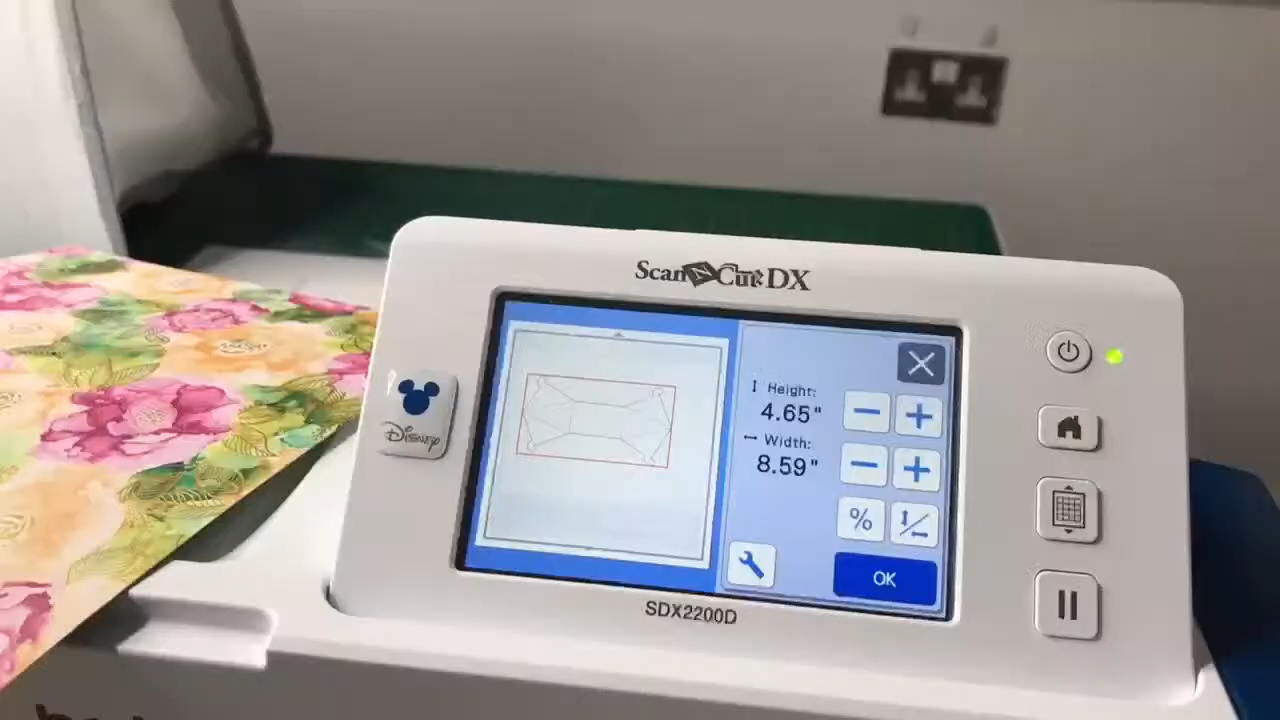 ScanNCut DX
DISNEY
Height:
4.65"
Width:
8.59"
%
OK
SDX2200D